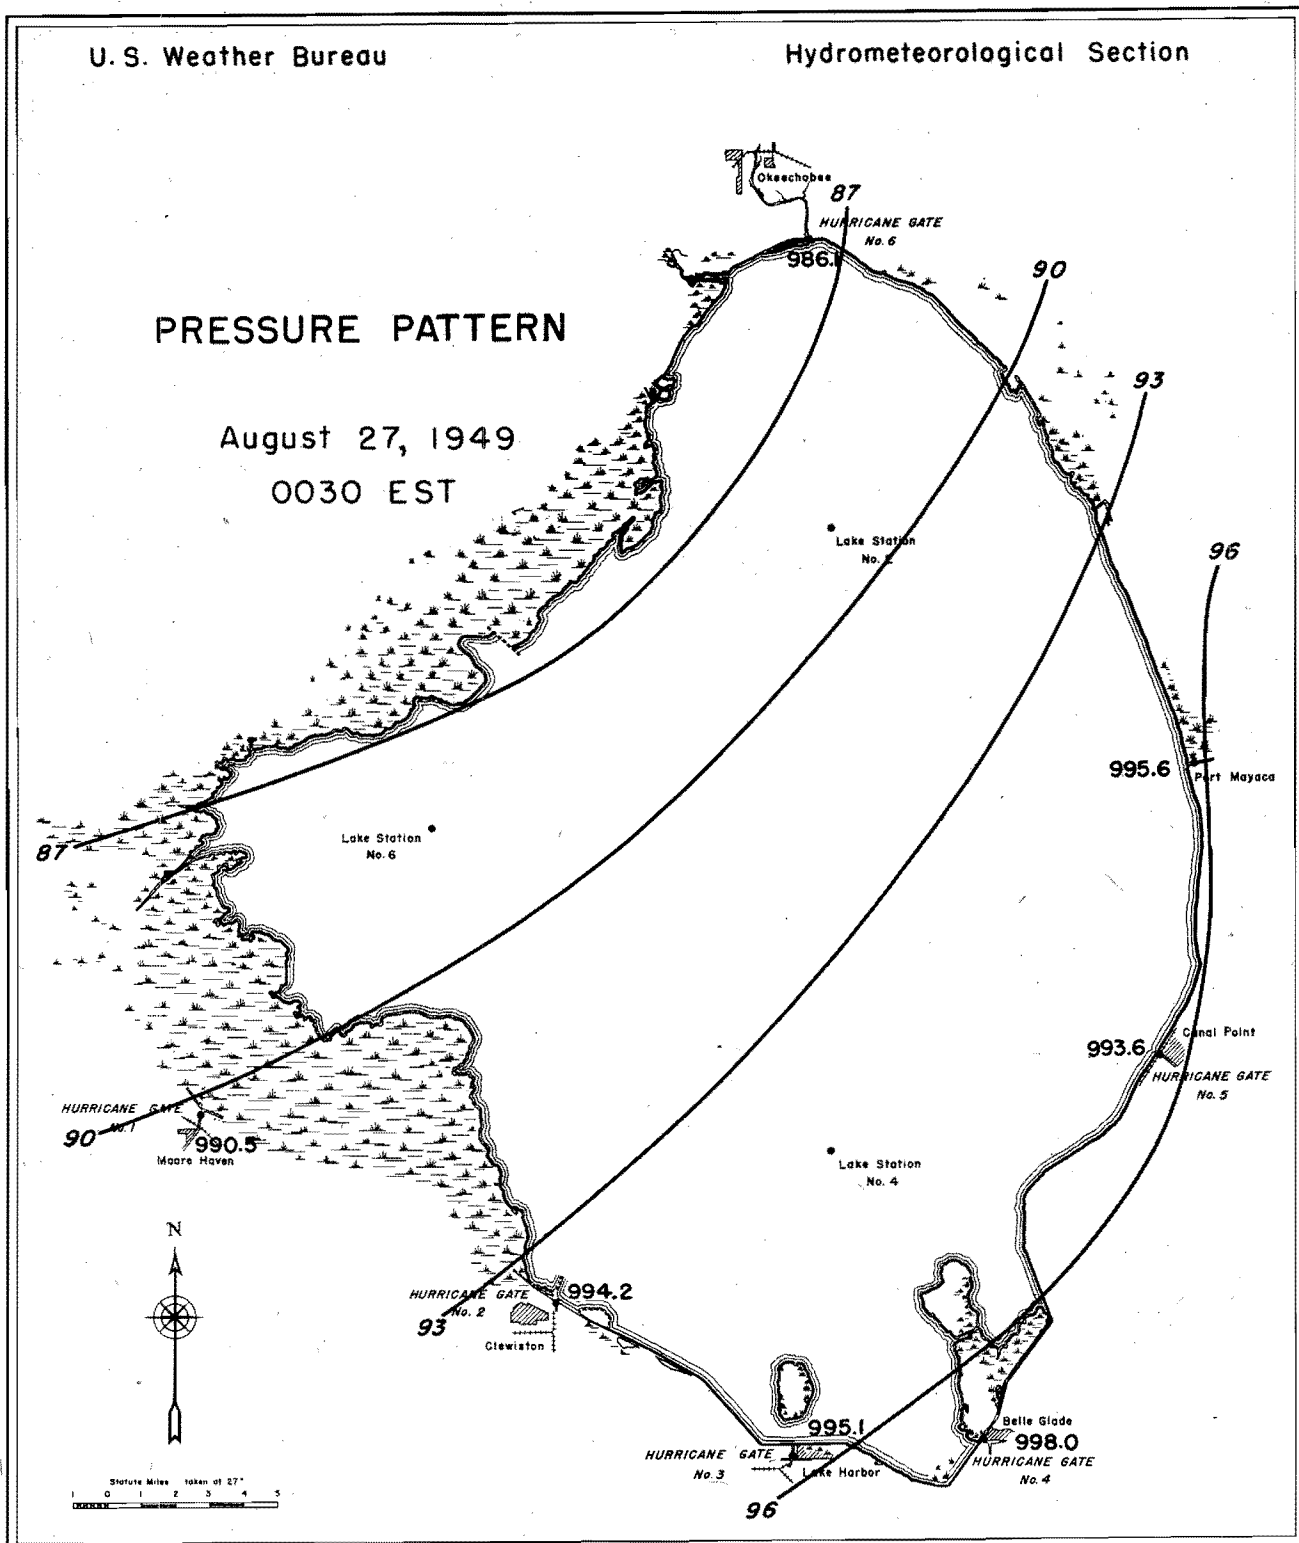 U. S. Weather Bureau
Hydrometeorological Section
Okeechobee
87
HURRICANE GATE
No. 6
986.1
90
PRESSURE PATTERN
93
August 27, 1949
0030 EST
Lake Station
No. 2
96
995.6
Port Mayaca
Lake Station
No. 6
87
Canal Point
993.6
HURRICANE GATE
No. 5
HURRICANE GATE
No. 1
90
990.5
Moore Haven
Lake Station
No. 4
N
HURRICANE GATE
No. 2
994.2
93
Clewiston
995.1
Belle Glade
998.0
HURRICANE GATE
No. 3
HURRICANE GATE
No. 4
Lake Harbor
96
Statute Miles taken at 27°
1 0 1 2 3 4 5